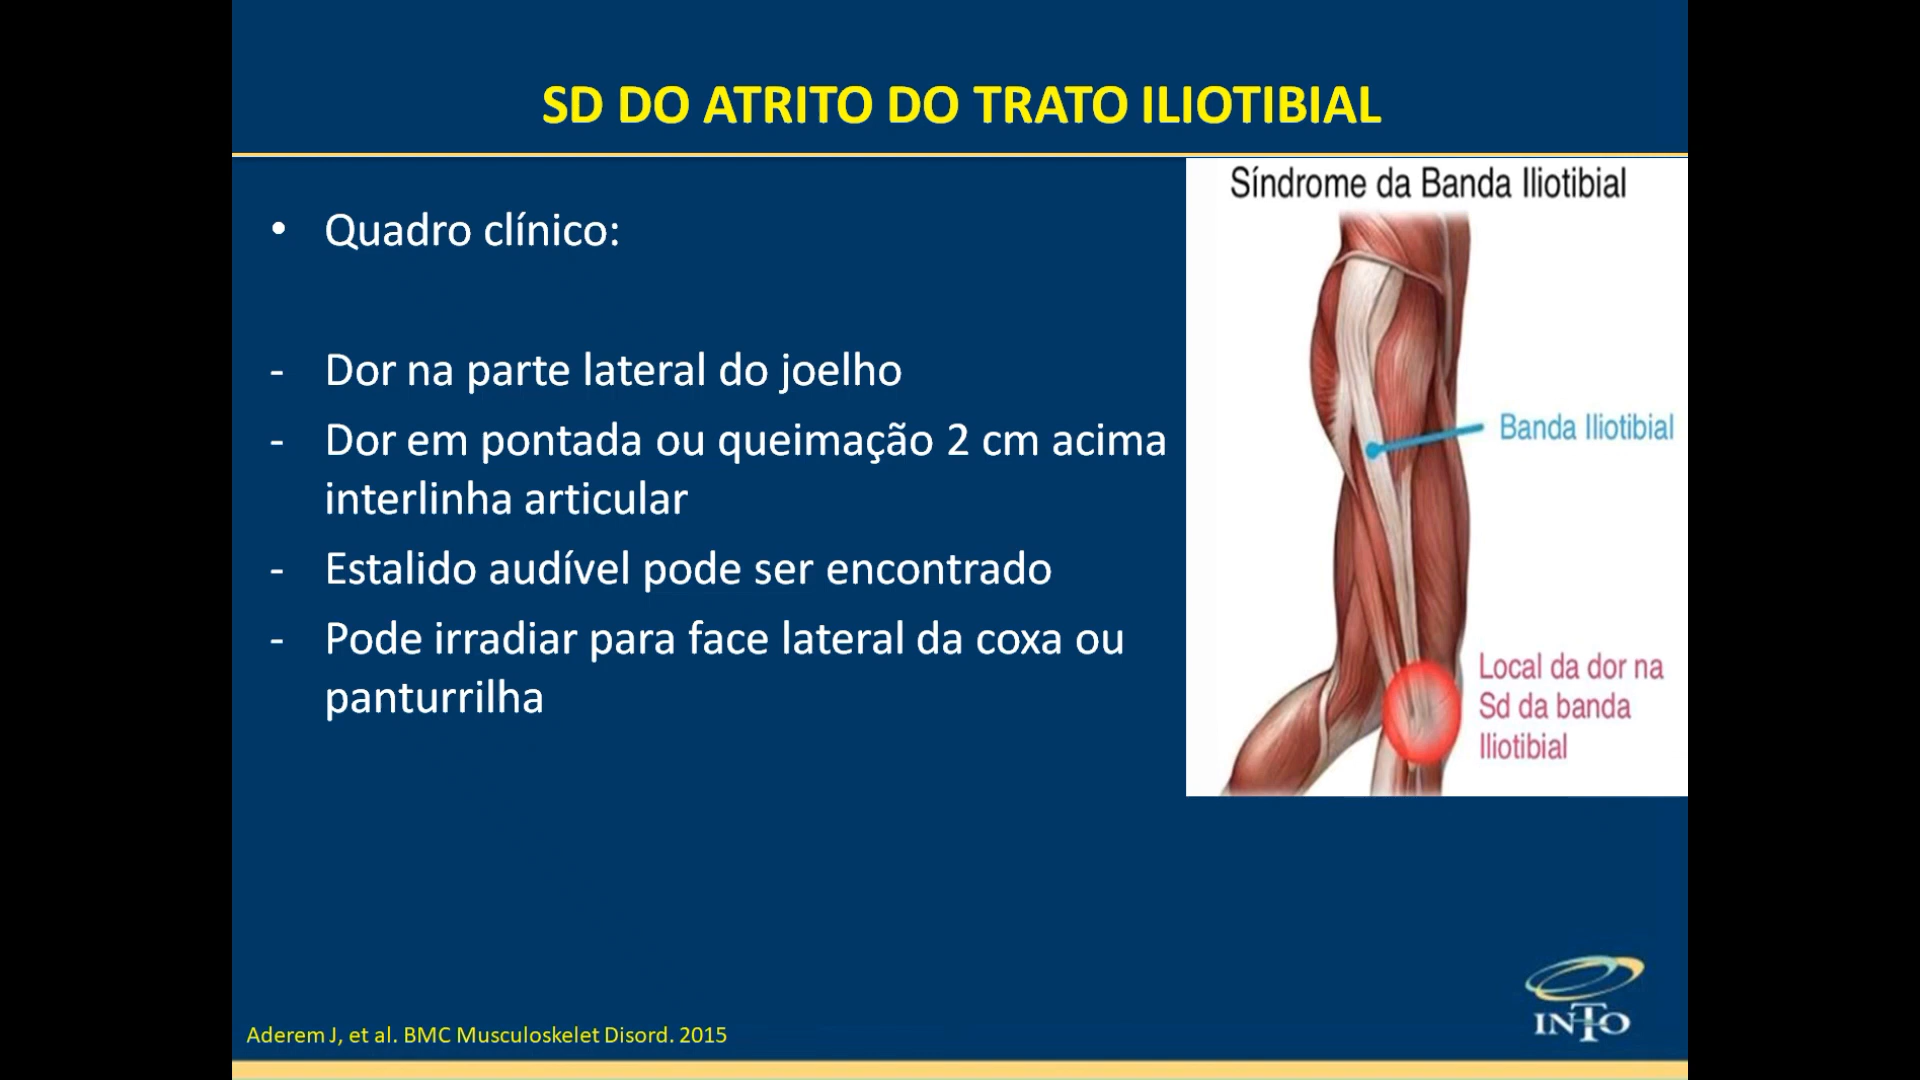 SD DO ATRITO DO TRATO ILIOTIBIAL
• Quadro clínico:
- Dor na parte lateral do joelho
- Dor em pontada ou queimação 2 cm acima
interlinha articular
- Estalido audível pode ser encontrado
- Pode irradiar para face lateral da coxa ou
panturrilha
Síndrome da Banda Iliotibial
Banda Iliotibial
Local da dor na
Sd da banda
Iliotibial
Aderem J, et al. BMC Musculoskelet Disord. 2015
INTO